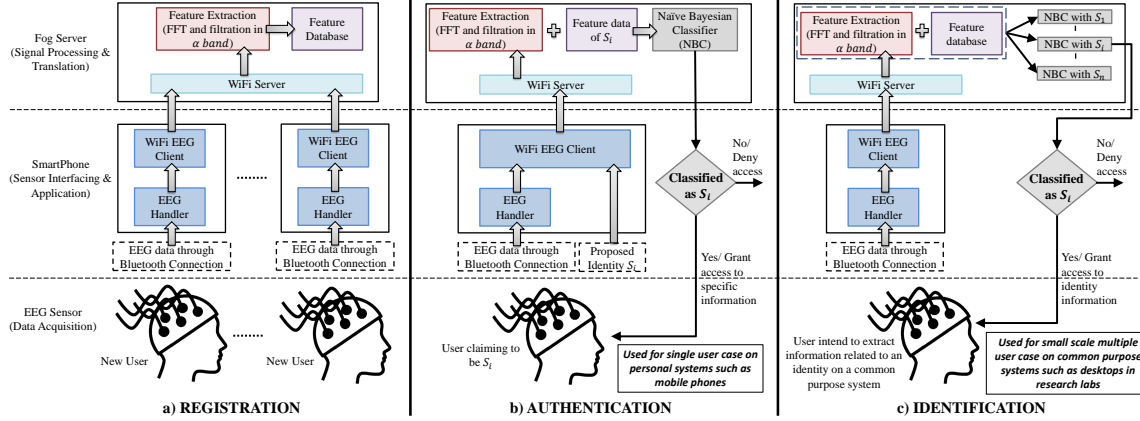 Fog Server
(Signal Processing &
Translation)
SmartPhone
(Sensor Interfacing &
Application)
EEG Sensor
(Data Acquisition)
Feature Extraction
(FFT and filtration in
α band)
Feature
Database
WiFi Server
WiFi EEG
Client
EEG
Handler
EEG data through
Bluetooth Connection
........
WiFi EEG
Client
EEG
Handler
EEG data through
Bluetooth Connection
New User
.......
New User
a) REGISTRATION
Feature Extraction
(FFT and filtration in
α band)
Feature data
of Si
Naïve Bayesian
Classifier
(NBC)
WiFi Server
WiFi EEG Client
EEG
Handler
EEG data through
Bluetooth Connection
Proposed
Identity Si
Classified
as Si
No/
Deny
access
Yes/ Grant
access to
specific
information
User claiming to
be Si
Used for single user case on
personal systems such as
mobile phones
b) AUTHENTICATION
Feature Extraction
(FFT and filtration in
α band)
Feature
database
NBC with S1
NBC with Si
NBC with Sn
WiFi Server
WiFi EEG
Client
EEG
Handler
EEG data through
Bluetooth Connection
Classified
as Si
No/
Deny
access
Yes/ Grant
access to
identity
information
User intend to extract
information related to an
identity on a common
purpose system
Used for small scale multiple
user case on common purpose
systems such as desktops in
research labs
c) IDENTIFICATION